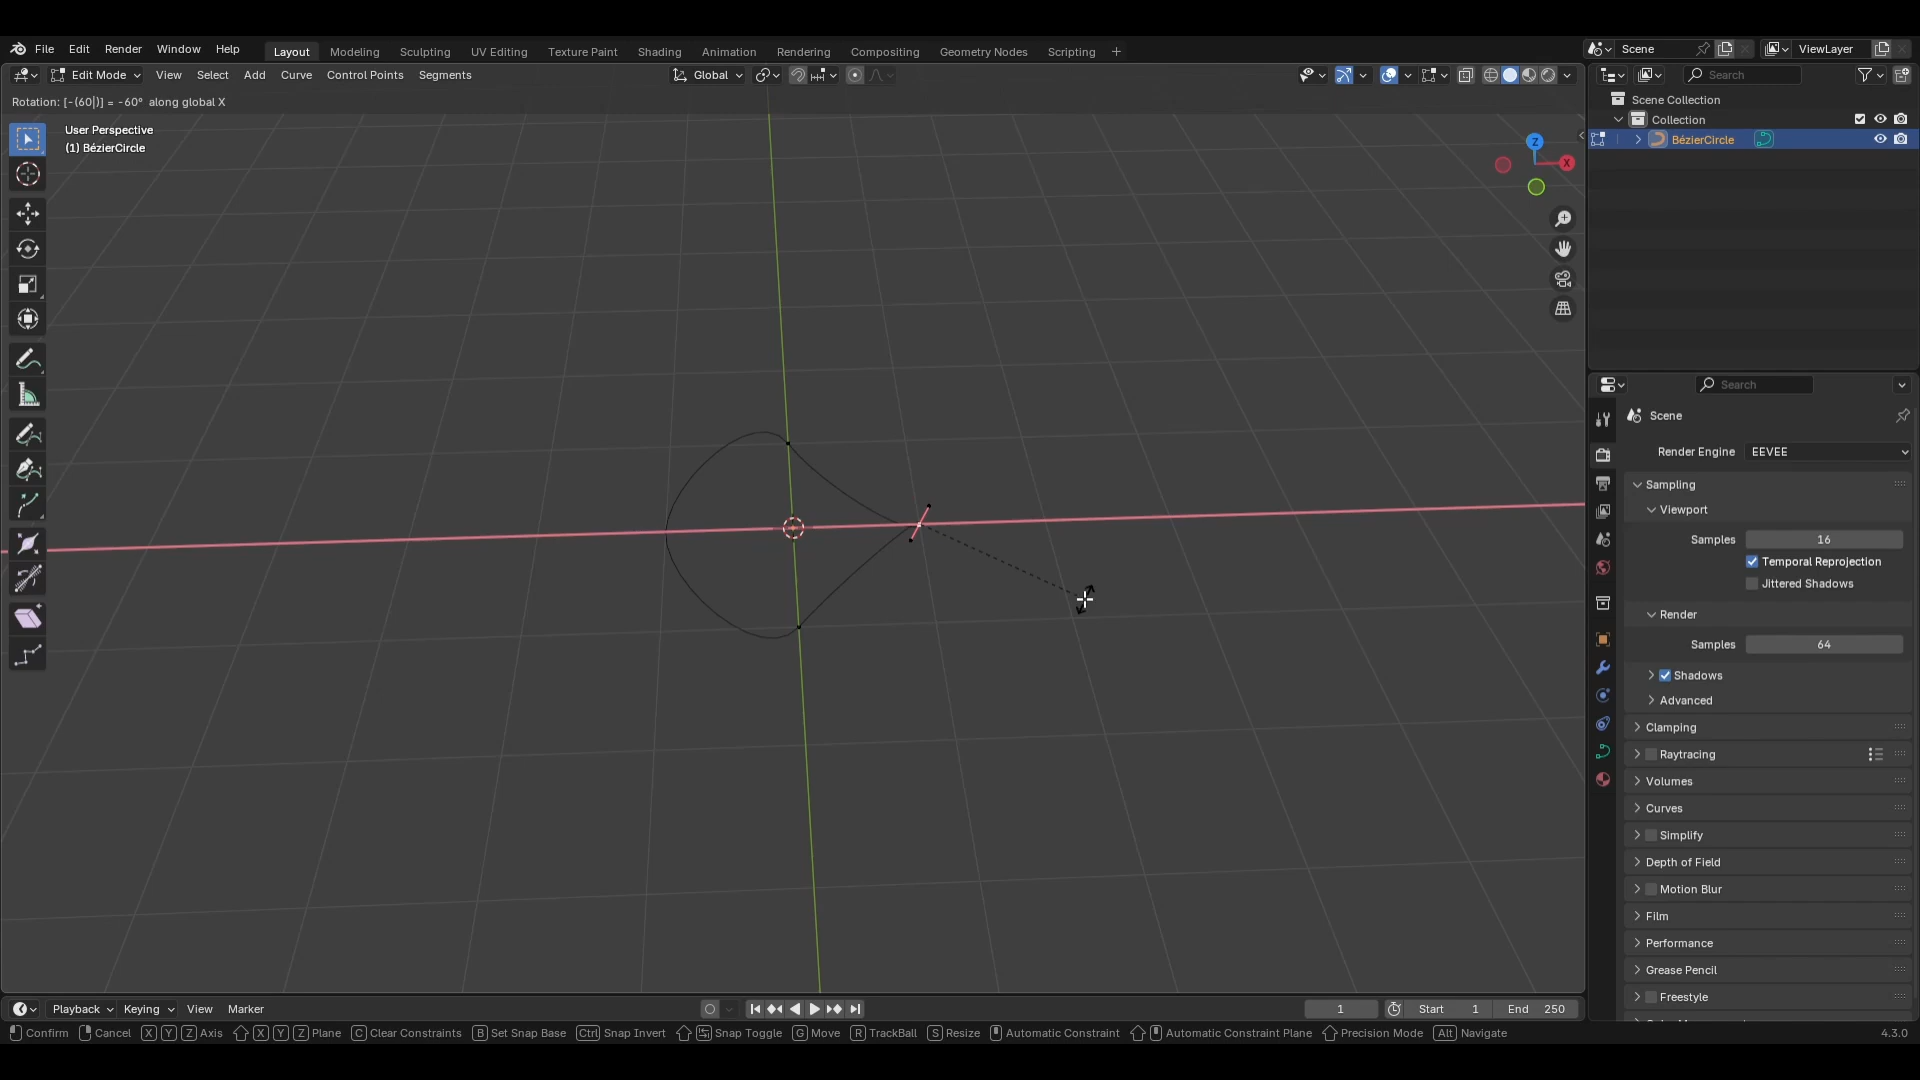 File Edit Render Window Help Layout Modeling Sculpting UV Editing Texture Paint Shading Animation Rendering Compositing Geometry Nodes Scripting + Scene ViewLayer
Edit Mode View Select Add Curve Control Points Segments Global Search
Rotation: [-(60|)] = -60° along global X
Scene Collection
User Perspective
Collection
(1) BézierCircle
BézierCircle
Z
X
Search
Scene
Render Engine EEVEE
Sampling
Viewport
Samples 16
Temporal Reprojection
Jittered Shadows
Render
Samples 64
Shadows
Advanced
Clamping
Raytracing
Volumes
Curves
Simplify
Depth of Field
Motion Blur
Film
Performance
Grease Pencil
Freestyle
Playback Keying View Marker 1 Start 1 End 250
Confirm Cancel X Y Z Axis X Y Z Plane C Clear Constraints B Set Snap Base Ctrl Snap Invert Snap Toggle G Move R TrackBall S Resize Automatic Constraint Automatic Constraint Plane Precision Mode Alt Navigate 4.3.0